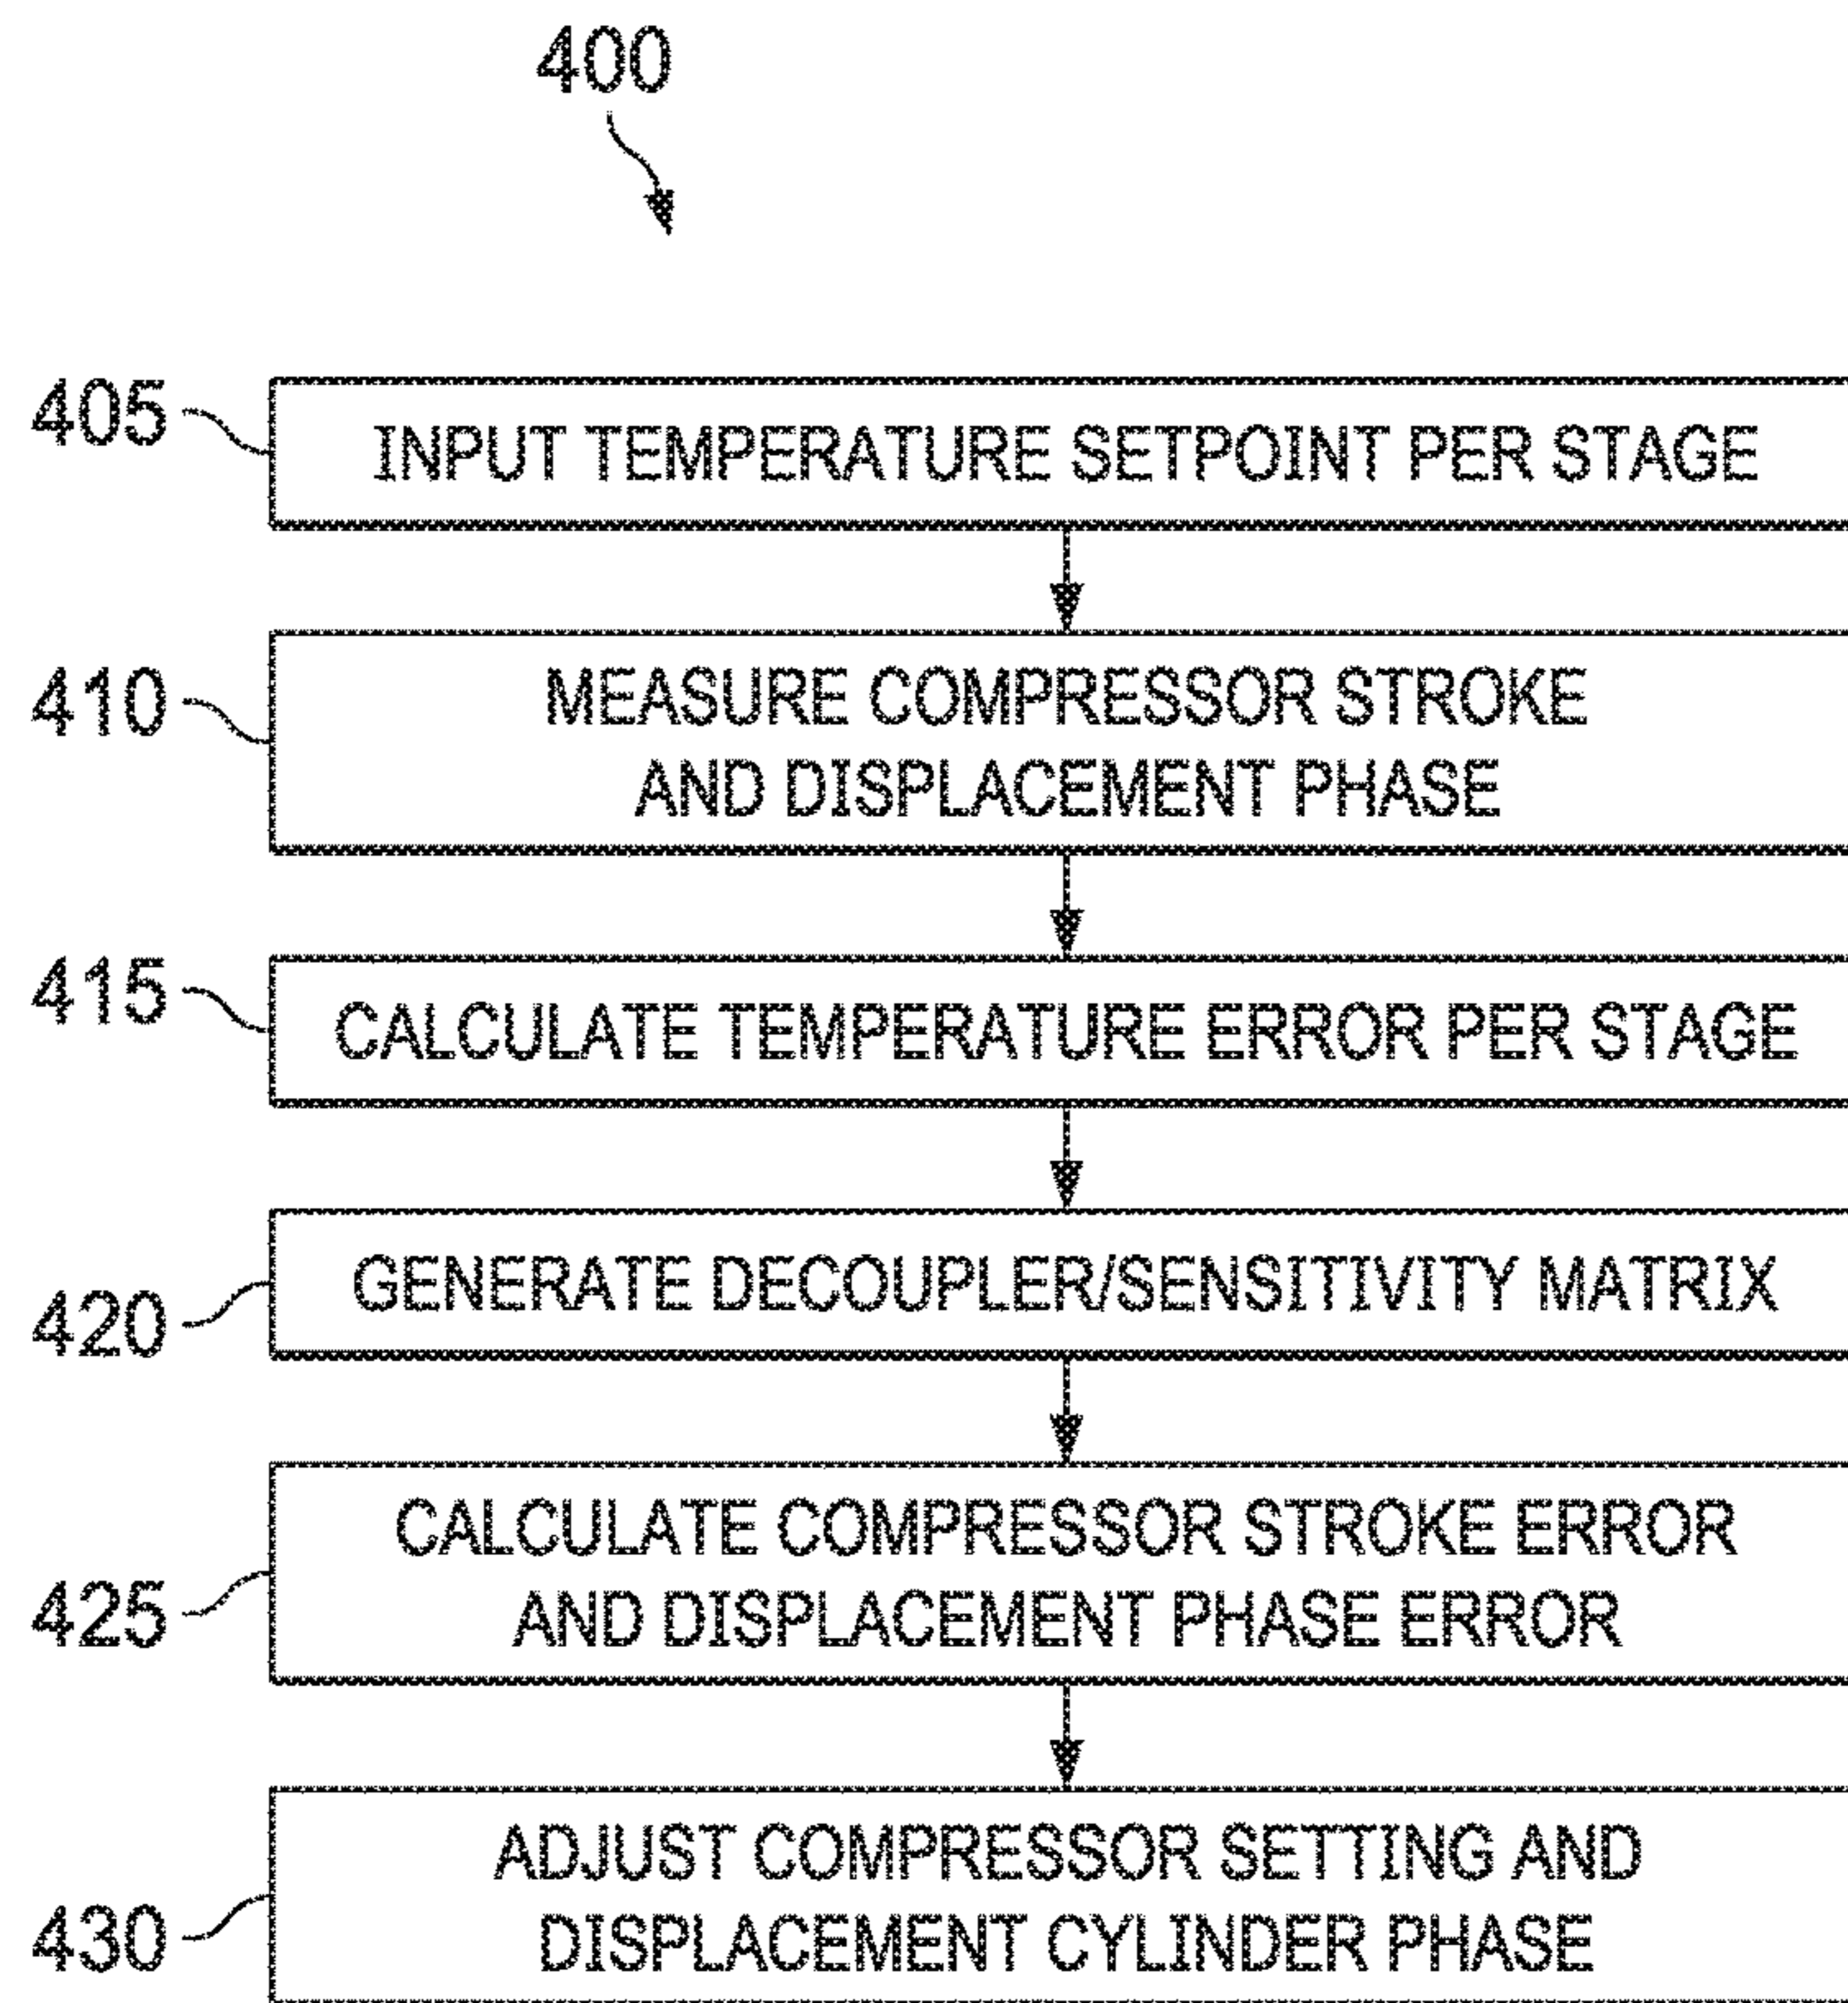 400
405
INPUT TEMPERATURE SETPOINT PER STAGE
410
MEASURE COMPRESSOR STROKE
AND DISPLACEMENT PHASE
415
CALCULATE TEMPERATURE ERROR PER STAGE
420
GENERATE DECOUPLER/SENSITIVITY MATRIX
425
CALCULATE COMPRESSOR STROKE ERROR
AND DISPLACEMENT PHASE ERROR
430
ADJUST COMPRESSOR SETTING AND
DISPLACEMENT CYLINDER PHASE